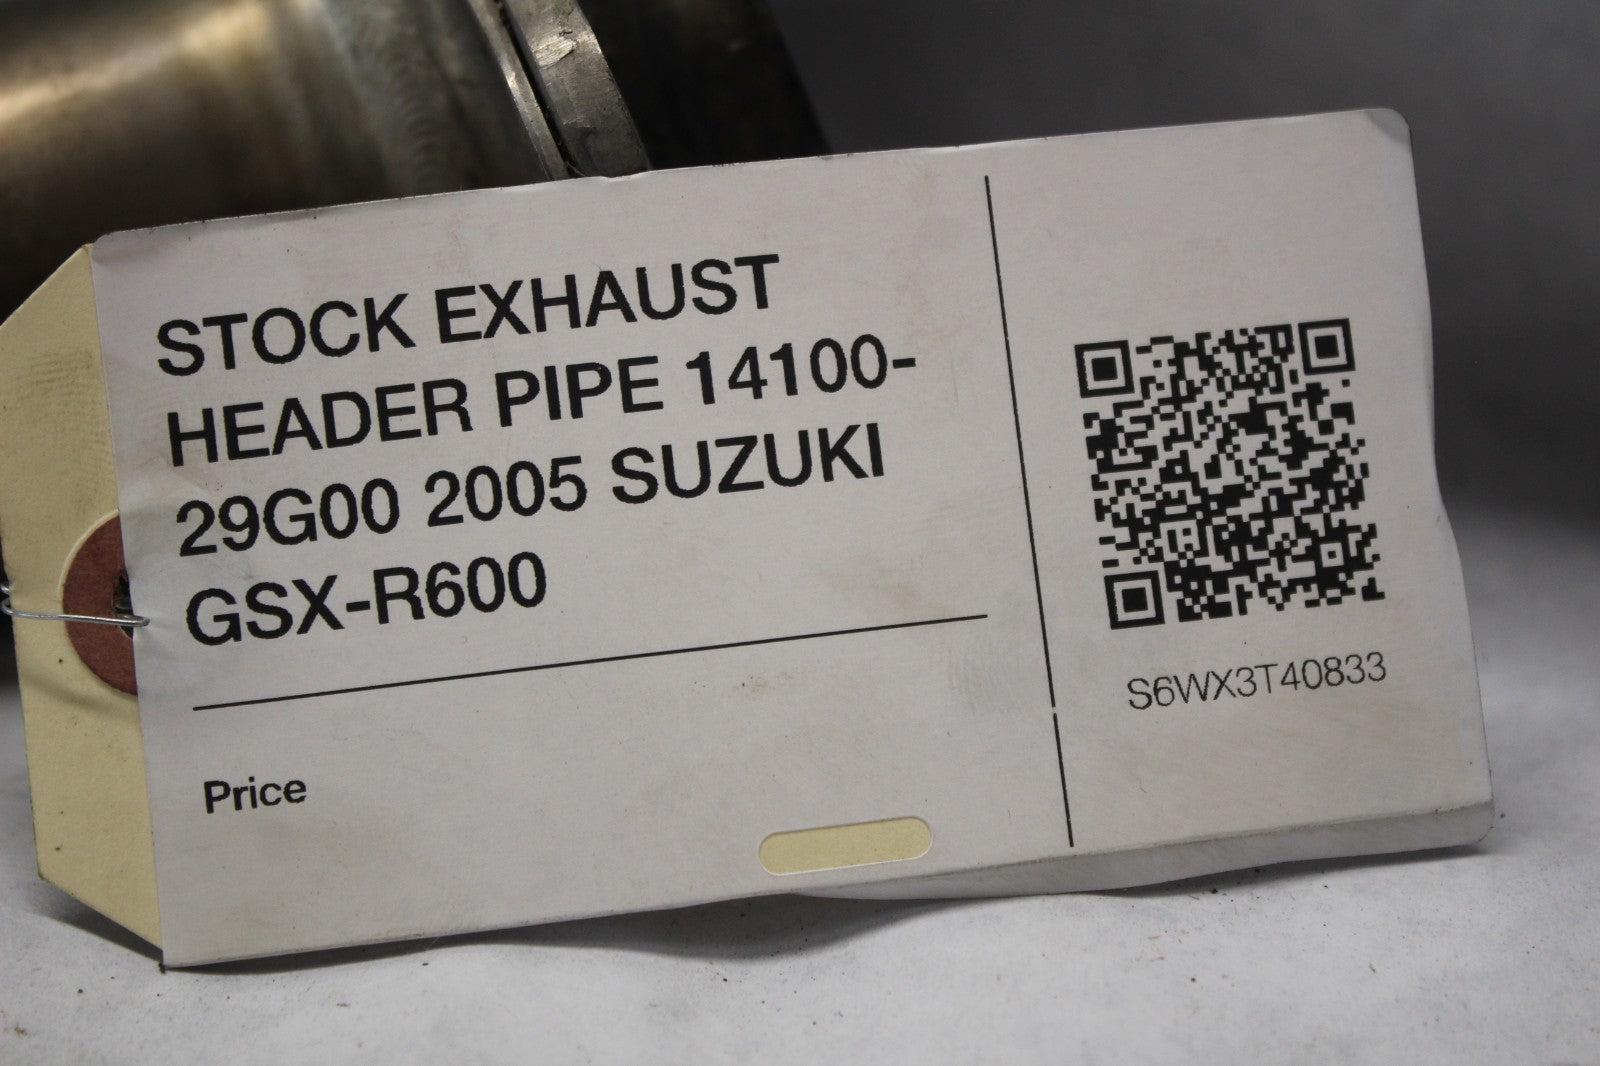 STOCK EXHAUST
HEADER PIPE 14100-
29G00 2005 SUZUKI
GSX-R600
Price
S6WX3T40833